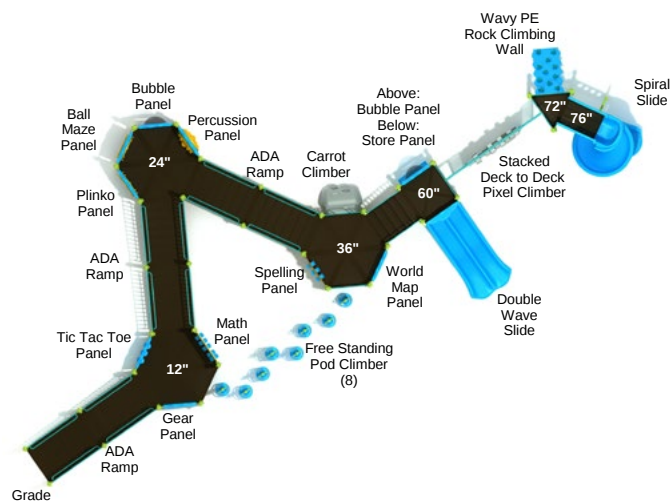 Wavy PE
Rock Climbing
Wall
Spiral
Slide
72"
76"
Bubble
Panel
Above:
Bubble Panel
Below:
Store Panel
Ball
Maze
Panel
Percussion
Panel
24"
ADA
Ramp
Carrot
Climber
Stacked
Deck to Deck
Pixel Climber
60"
Plinko
Panel
36"
ADA
Ramp
Spelling
Panel
World
Map
Panel
Double
Wave
Slide
Tic Tac Toe
Panel
Math
Panel
Free Standing
Pod Climber
(8)
12"
Gear
Panel
ADA
Ramp
Grade